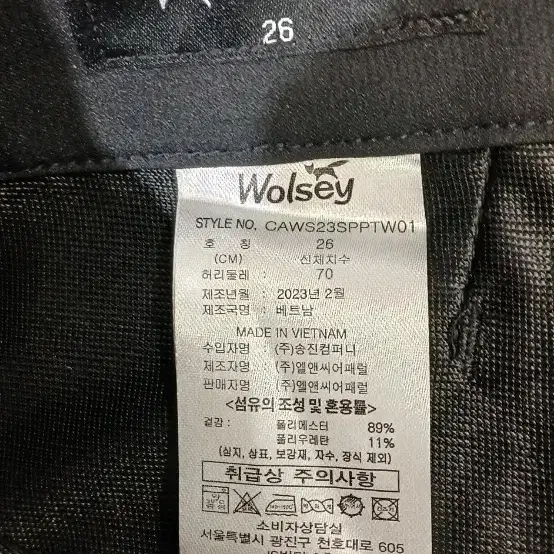 26
Wolsey
STYLE NO. CAWS23SPPTW01
호 칭 : 26
(CM) 신체치수
허리둘레 : 70
제조년월 : 2023년 2월
제조국명 : 베트남
MADE IN VIETNAM
수입자명 : (주)송진컴퍼니
제조자명 : (주)엘앤씨어패럴
판매자명 : (주)엘앤씨어패럴
<섬유의 조성 및 혼용률>
겉감 : 폴리에스터 89%
폴리우레탄 11%
(심지, 상표, 보강재, 자수, 장식 제외)
취급상 주의사항
소비자상담실
서울특별시 광진구 천호대로 605